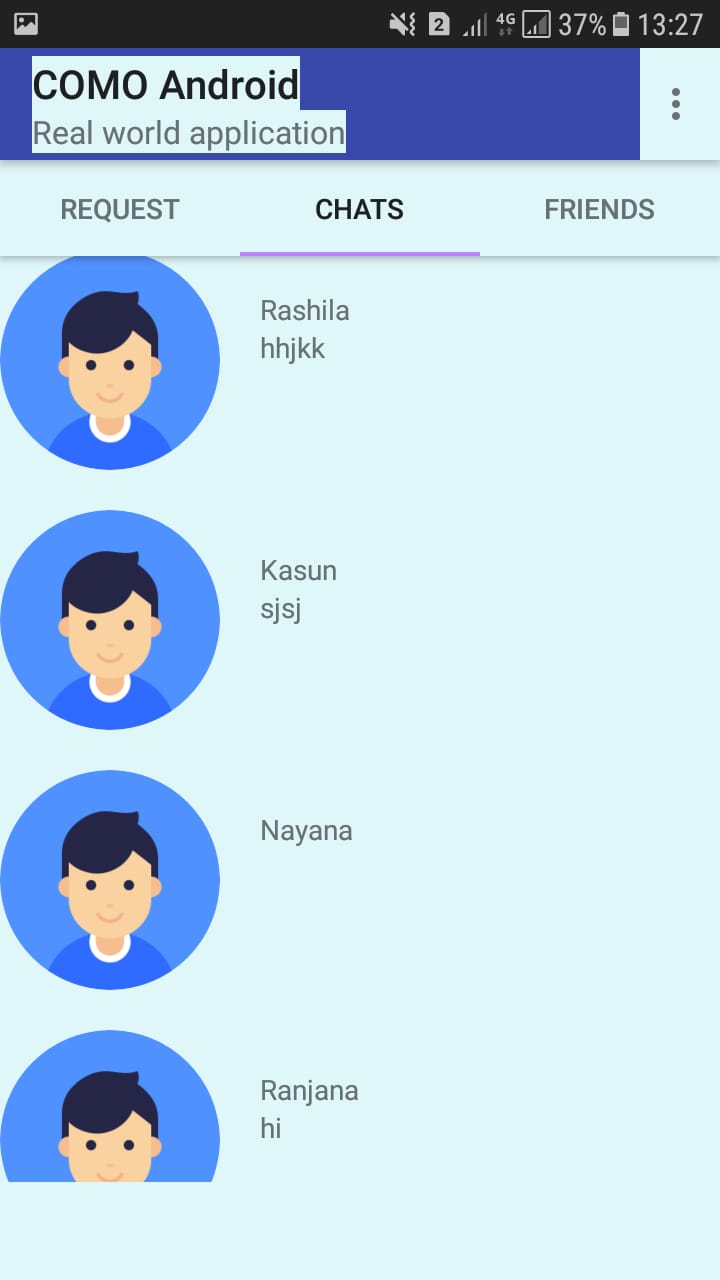 2 4G 37% 13:27
COMO Android
Real world application
REQUEST CHATS FRIENDS
Rashila
hhjkk
Kasun
sjsj
Nayana
Ranjana
hi